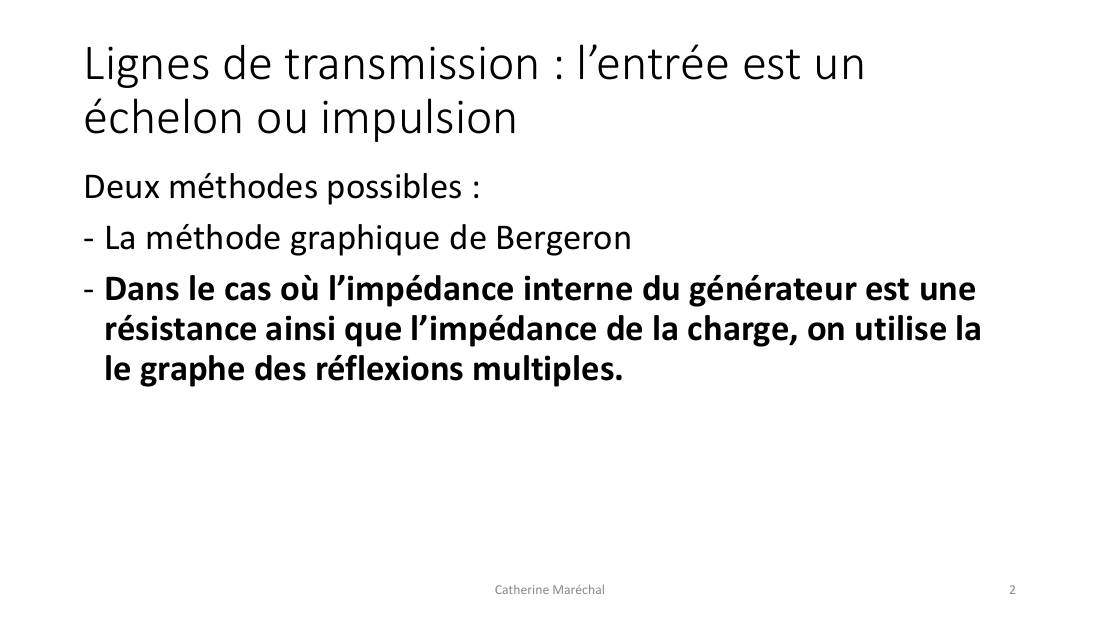 Lignes de transmission : l’entrée est un
échelon ou impulsion
Deux méthodes possibles :
- La méthode graphique de Bergeron
- Dans le cas où l’impédance interne du générateur est une
résistance ainsi que l’impédance de la charge, on utilise la
le graphe des réflexions multiples.
Catherine Maréchal
2